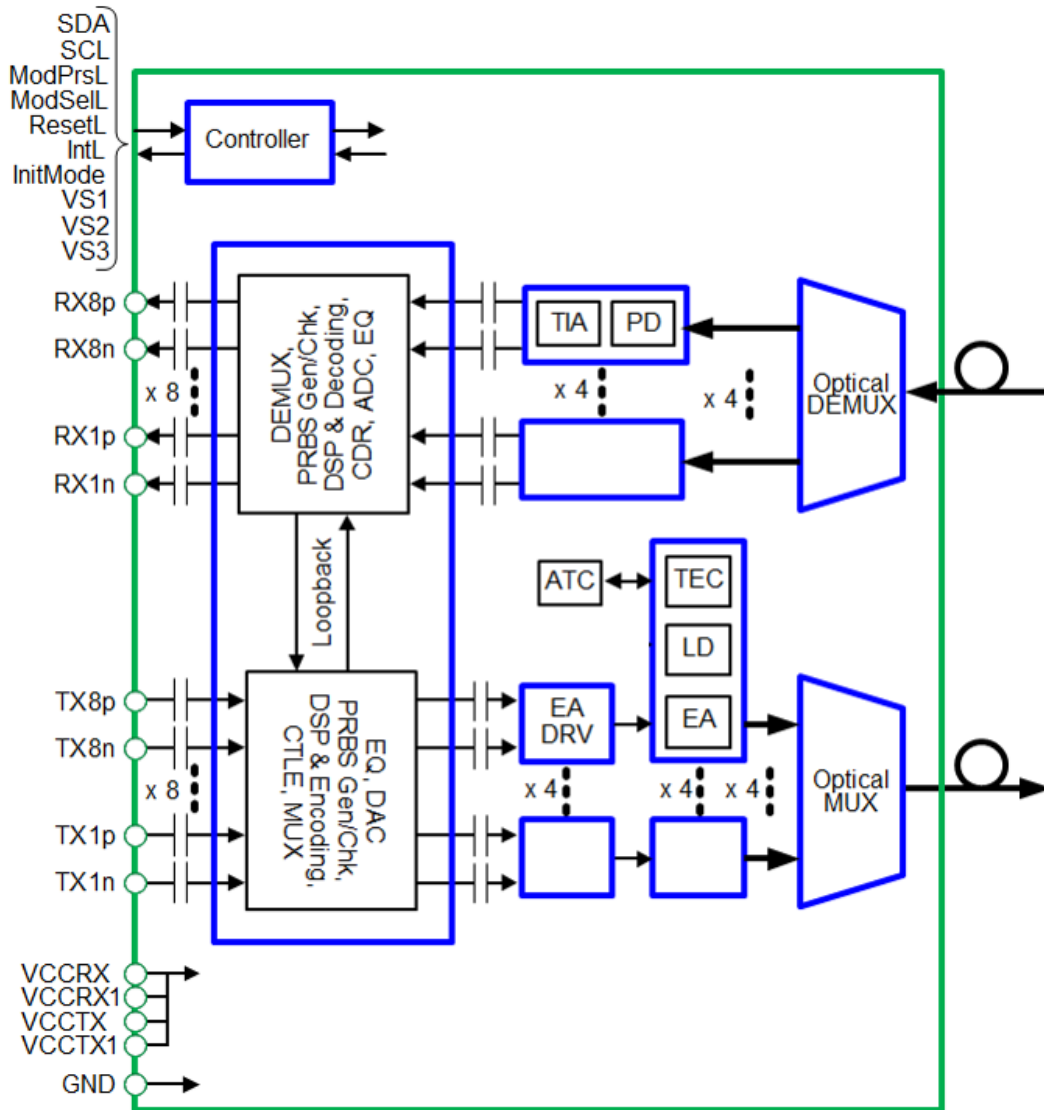 SDA
SCL
ModPrsL
ModSelL
ResetL
IntL
InitMode
VS1
VS2
VS3
Controller
RX8p
RX8n
x 8
RX1p
RX1n
DEMUX,
PRBS Gen/Chk,
DSP & Decoding,
CDR, ADC, EQ
TIA
PD
x 4
x 4
Optical
DEMUX
Loopback
ATC
TEC
LD
EA
TX8p
TX8n
x 8
TX1p
TX1n
EQ, DAC
PRBS Gen/Chk,
DSP & Encoding,
CTLE, MUX
EA
DRV
x 4
x 4
x 4
Optical
MUX
VCCRX
VCCRX1
VCCTX
VCCTX1
GND